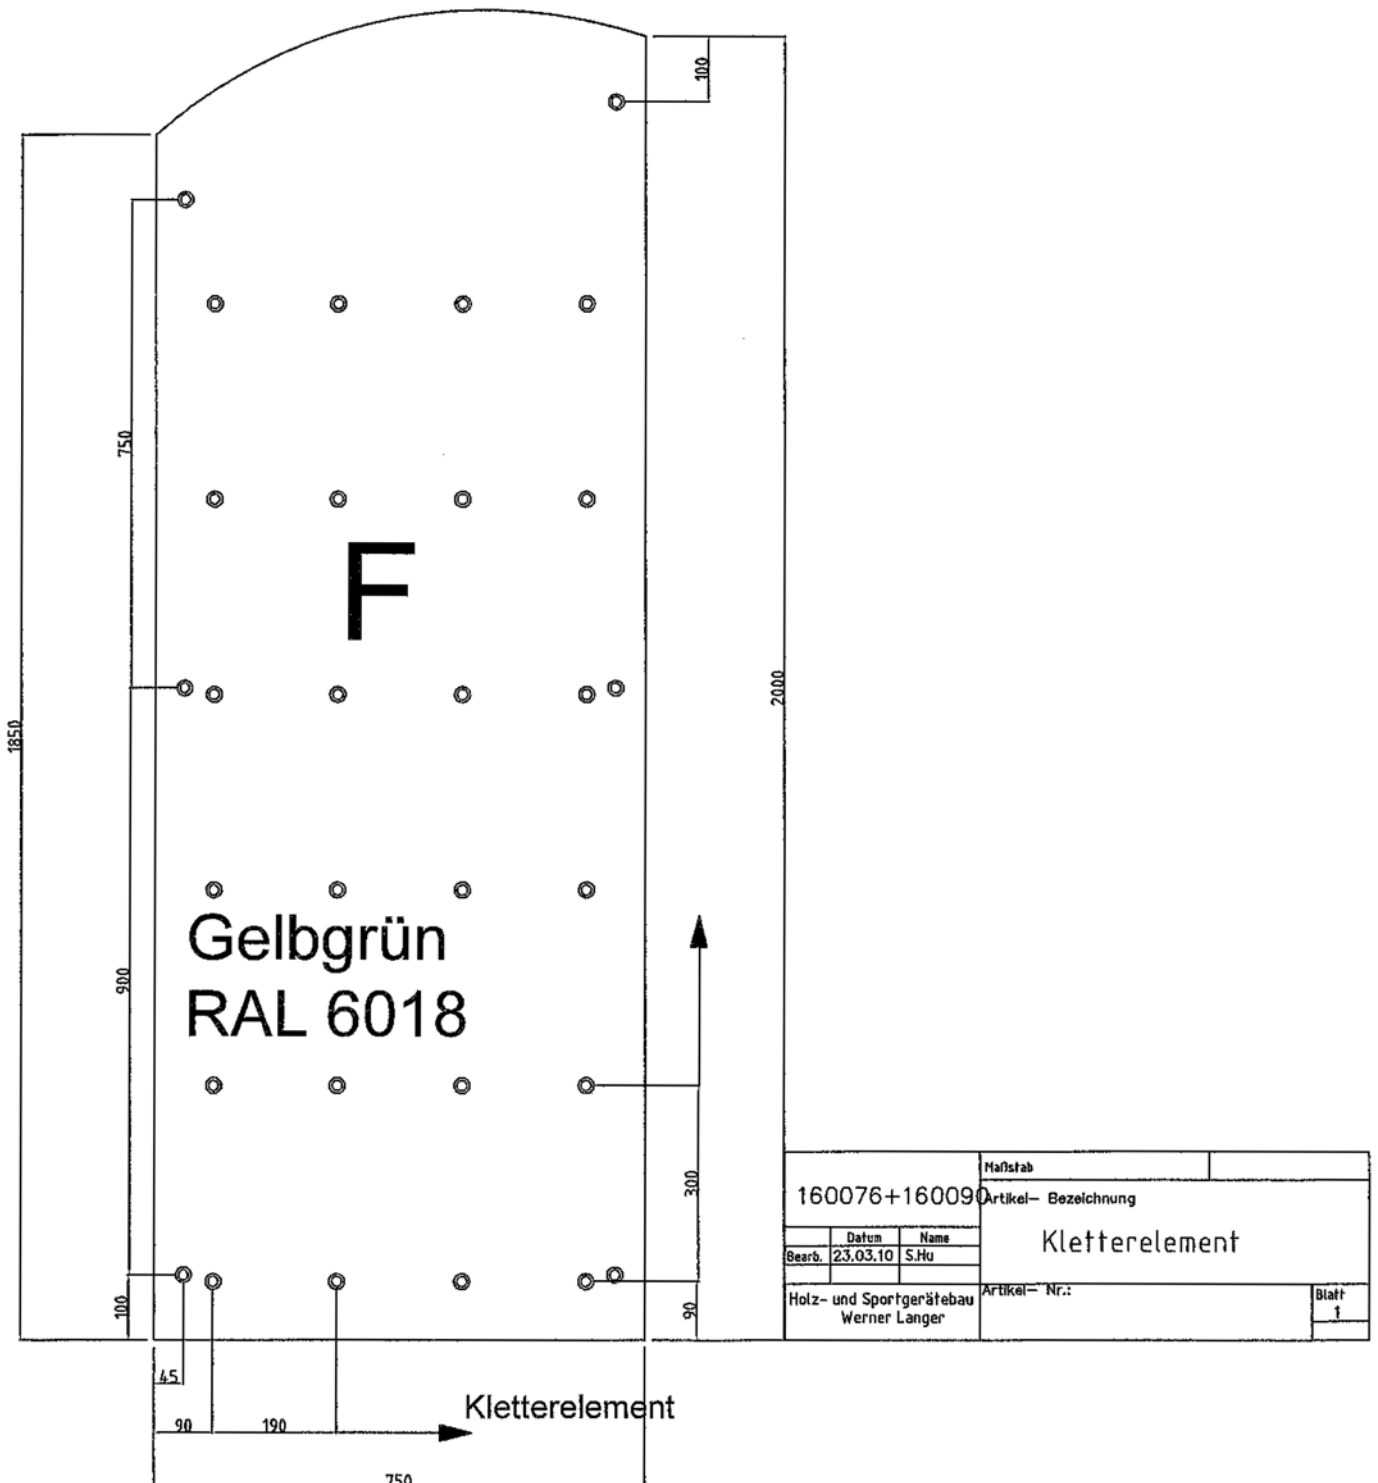 100
750
1850
2000
F
Gelbgrün
RAL 6018
900
300
100
90
45
90
190
Kletterelement
750
Maßstab
160076+160090
Artikel- Bezeichnung
Kletterelement
Datum Name
Bearb. 23.03.10 S.Hu
Holz- und Sportgerätebau
Werner Langer
Artikel- Nr.:
Blatt
1